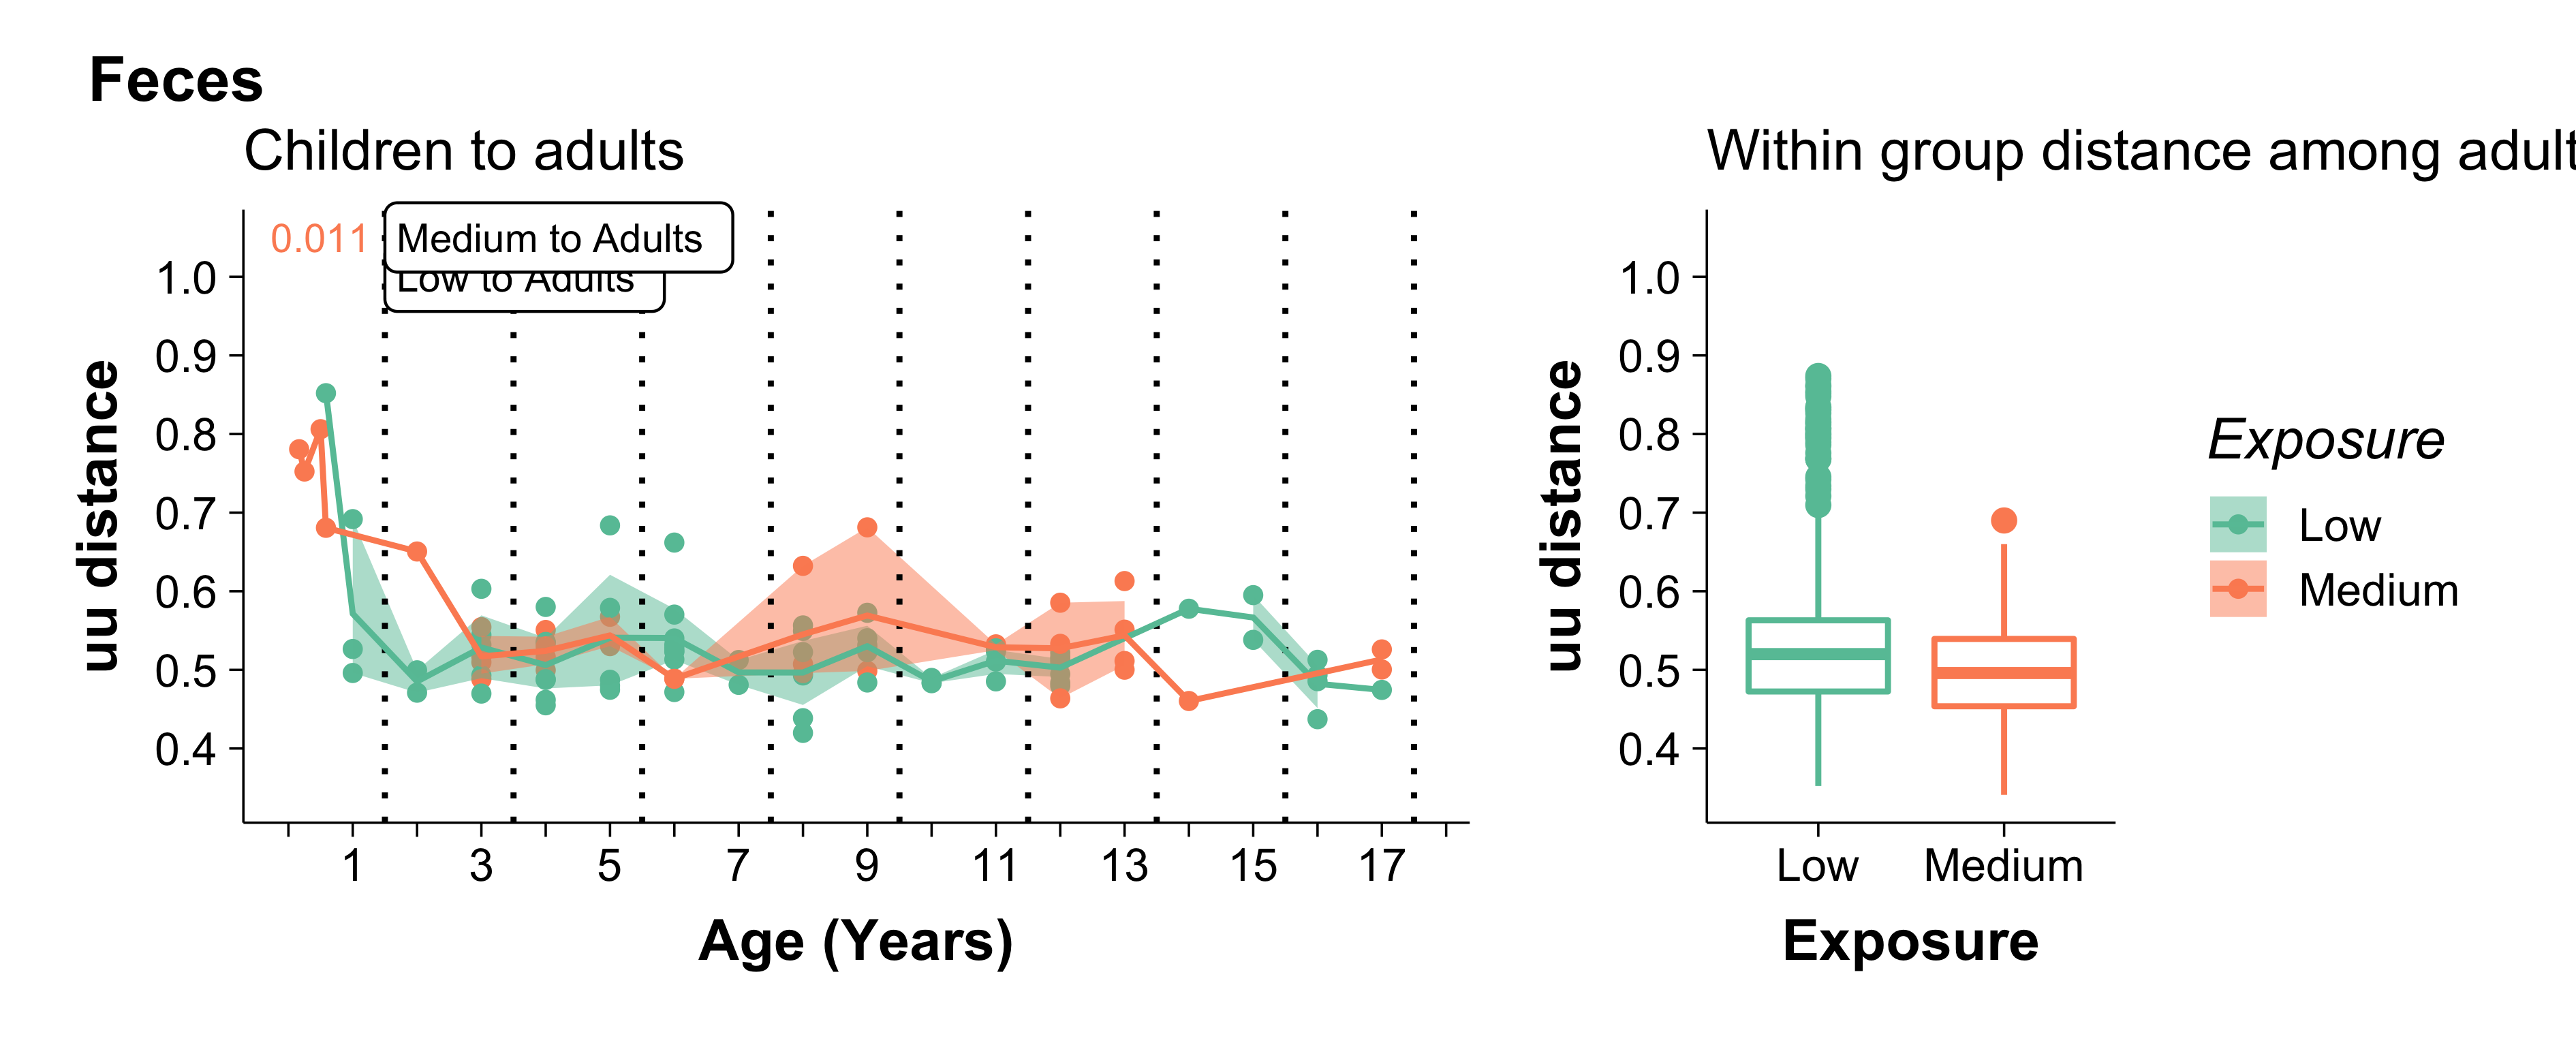 Feces
Children to adults
0.011
Medium to Adults
Low to Adults
1.0
0.9
0.8
0.7
0.6
0.5
0.4
uu distance
1 3 5 7 9 11 13 15 17
Age (Years)
Within group distance among adult
1.0
0.9
0.8
0.7
0.6
0.5
0.4
uu distance
Low Medium
Exposure
Exposure
Low
Medium